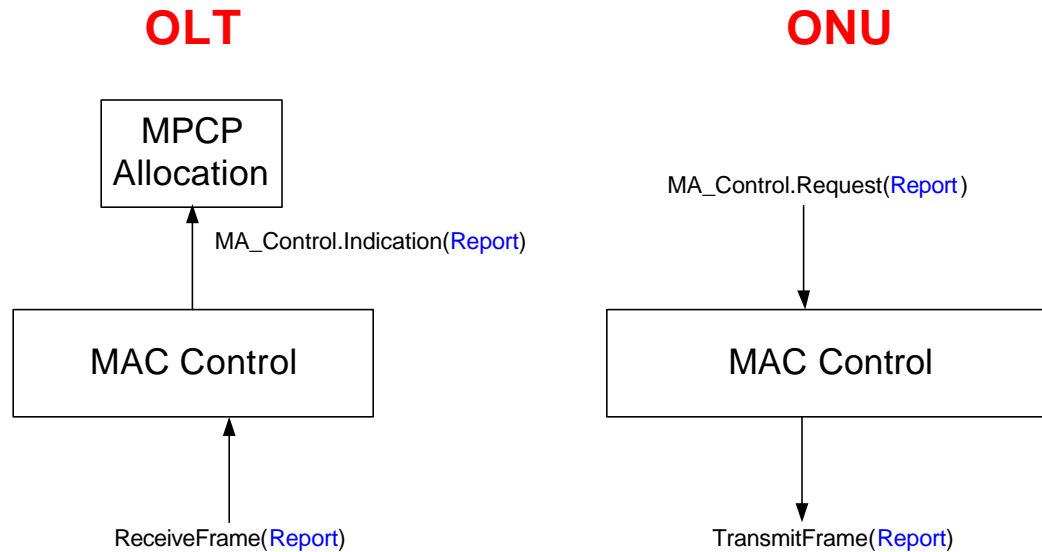 OLT
ONU
MPCP
Allocation
MA_Control.Request(Report)
MA_Control.Indication(Report)
MAC Control
MAC Control
ReceiveFrame(Report)
TransmitFrame(Report)